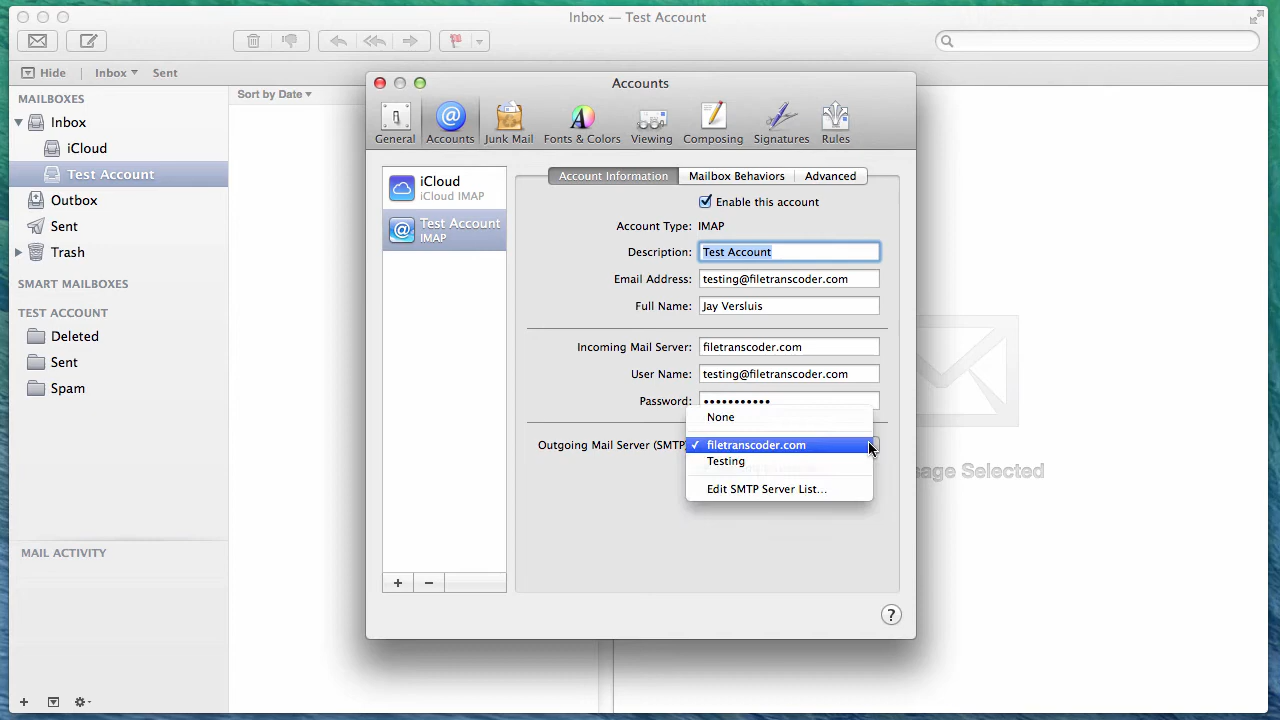 Inbox — Test Account
Hide Inbox Sent
MAILBOXES
Inbox
iCloud
Test Account
Outbox
Sent
Trash
SMART MAILBOXES
TEST ACCOUNT
Deleted
Sent
Spam
MAIL ACTIVITY
Sort by Date
Accounts
General Accounts Junk Mail Fonts & Colors Viewing Composing Signatures Rules
iCloud
iCloud IMAP
Test Account
IMAP
Account Information Mailbox Behaviors Advanced
Enable this account
Account Type: IMAP
Description: Test Account
Email Address: testing@filetranscoder.com
Full Name: Jay Versluis
Incoming Mail Server: filetranscoder.com
User Name: testing@filetranscoder.com
Password: •••••••••••
None
Outgoing Mail Server (SMTP ✓ filetranscoder.com
Testing
Edit SMTP Server List...
+ −
?
Selected